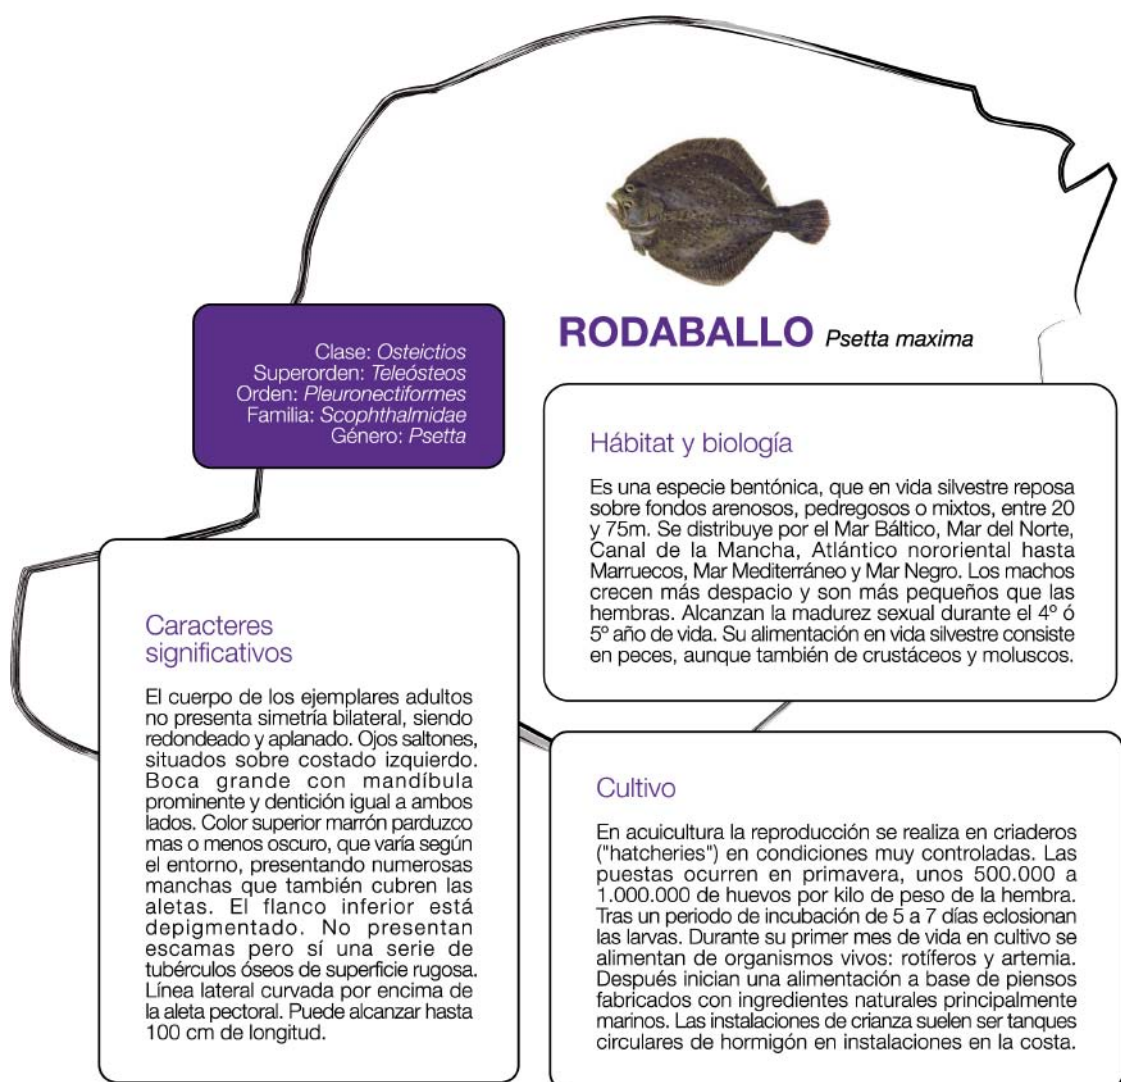 RODABALLO Psetta maxima
Clase: Osteictios
Superorden: Teleósteos
Orden: Pleuronectiformes
Familia: Scophthalmidae
Género: Psetta
Hábitat y biología
Es una especie bentónica, que en vida silvestre reposa
sobre fondos arenosos, pedregosos o mixtos, entre 20
y 75m. Se distribuye por el Mar Báltico, Mar del Norte,
Canal de la Mancha, Atlántico nororiental hasta
Marruecos, Mar Mediterráneo y Mar Negro. Los machos
crecen más despacio y son más pequeños que las
hembras. Alcanzan la madurez sexual durante el 4º ó
5º año de vida. Su alimentación en vida silvestre consiste
en peces, aunque también de crustáceos y moluscos.
Caracteres
significativos
El cuerpo de los ejemplares adultos
no presenta simetría bilateral, siendo
redondeado y aplanado. Ojos saltones,
situados sobre costado izquierdo.
Boca grande con mandíbula
prominente y dentición igual a ambos
lados. Color superior marrón parduzco
mas o menos oscuro, que varía según
el entorno, presentando numerosas
manchas que también cubren las
aletas. El flanco inferior está
depigmentado. No presentan
escamas pero sí una serie de
tubérculos óseos de superficie rugosa.
Línea lateral curvada por encima de
la aleta pectoral. Puede alcanzar hasta
100 cm de longitud.
Cultivo
En acuicultura la reproducción se realiza en criaderos
("hatcheries") en condiciones muy controladas. Las
puestas ocurren en primavera, unos 500.000 a
1.000.000 de huevos por kilo de peso de la hembra.
Tras un periodo de incubación de 5 a 7 días eclosionan
las larvas. Durante su primer mes de vida en cultivo se
alimentan de organismos vivos: rotíferos y artemia.
Después inician una alimentación a base de piensos
fabricados con ingredientes naturales principalmente
marinos. Las instalaciones de crianza suelen ser tanques
circulares de hormigón en instalaciones en la costa.